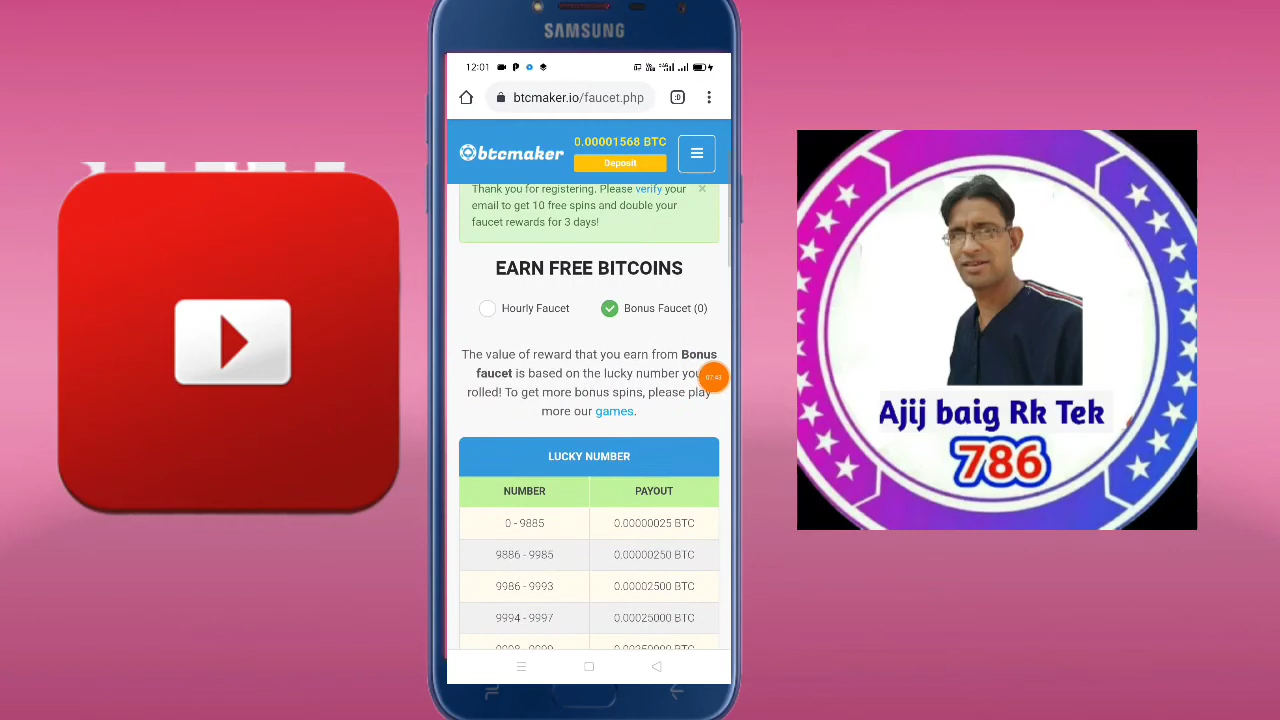 SAMSUNG
12:01
btcmaker.io/faucet.php
:D
btcmaker
0.00001568 BTC
Deposit
Thank you for registering. Please verify your
email to get 10 free spins and double your
faucet rewards for 3 days!
×
EARN FREE BITCOINS
Hourly Faucet
Bonus Faucet (0)
The value of reward that you earn from Bonus
faucet is based on the lucky number you
rolled! To get more bonus spins, please play
more our games.
07:43
LUCKY NUMBER
NUMBER PAYOUT
0 - 9885 0.00000025 BTC
9886 - 9985 0.00000250 BTC
9986 - 9993 0.00002500 BTC
9994 - 9997 0.00025000 BTC
Ajij baig Rk Tek
786